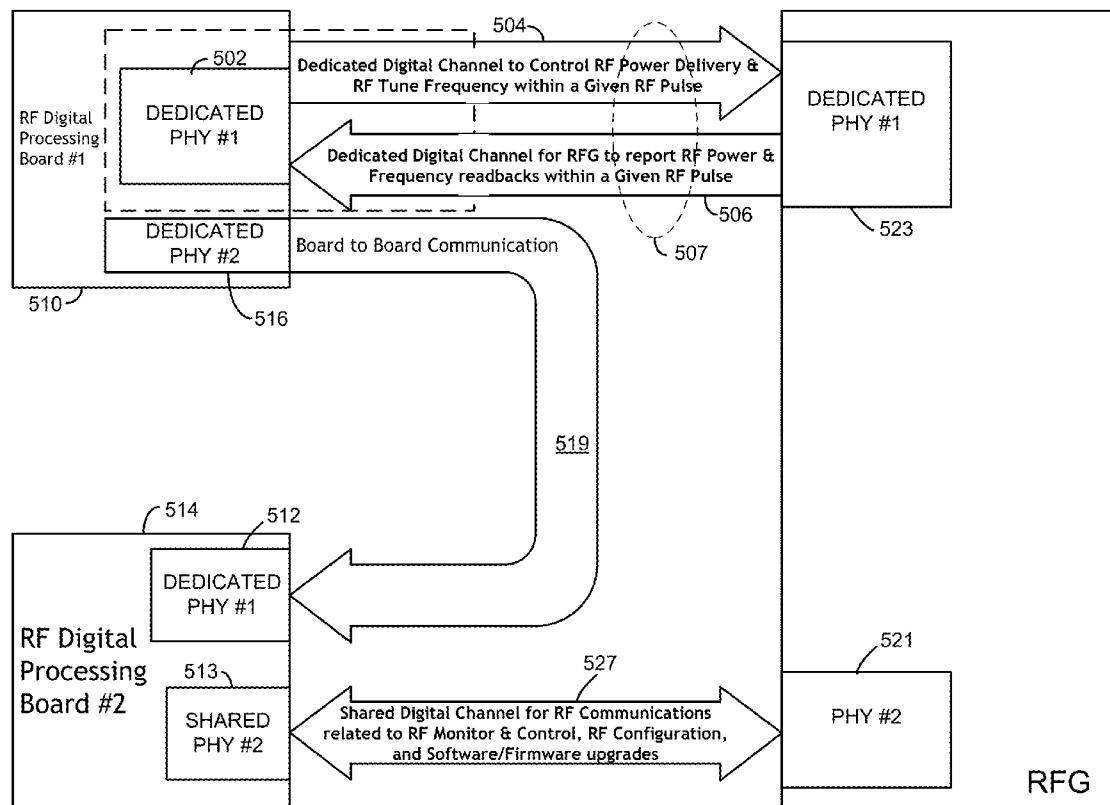 504
502
Dedicated Digital Channel to Control RF Power Delivery &
RF Tune Frequency within a Given RF Pulse
RF Digital
Processing
Board #1
DEDICATED
PHY #1
DEDICATED
PHY #1
Dedicated Digital Channel for RFG to report RF Power &
Frequency readbacks within a Given RF Pulse
506
523
507
DEDICATED
PHY #2
Board to Board Communication
510
516
519
514
512
DEDICATED
PHY #1
RF Digital
Processing
Board #2
513
SHARED
PHY #2
527
Shared Digital Channel for RF Communications
related to RF Monitor & Control, RF Configuration,
and Software/Firmware upgrades
521
PHY #2
RFG